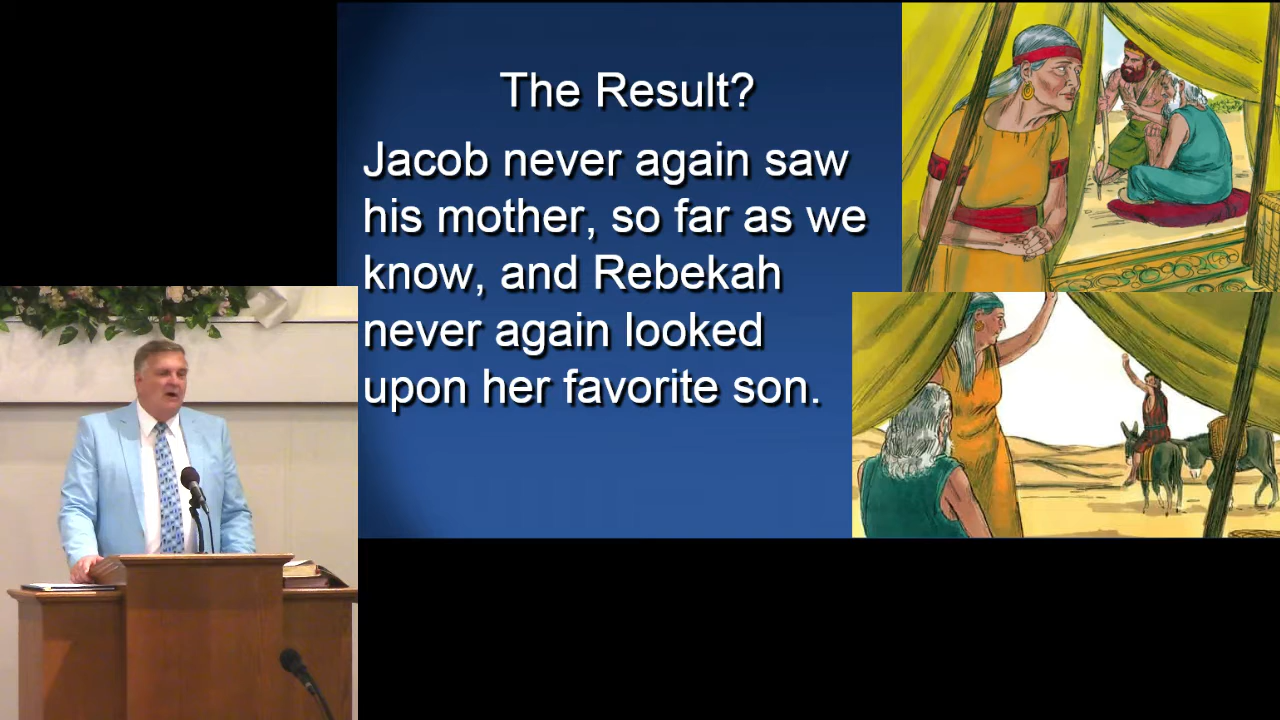 The Result?
Jacob never again saw
his mother, so far as we
know, and Rebekah
never again looked
upon her favorite son.